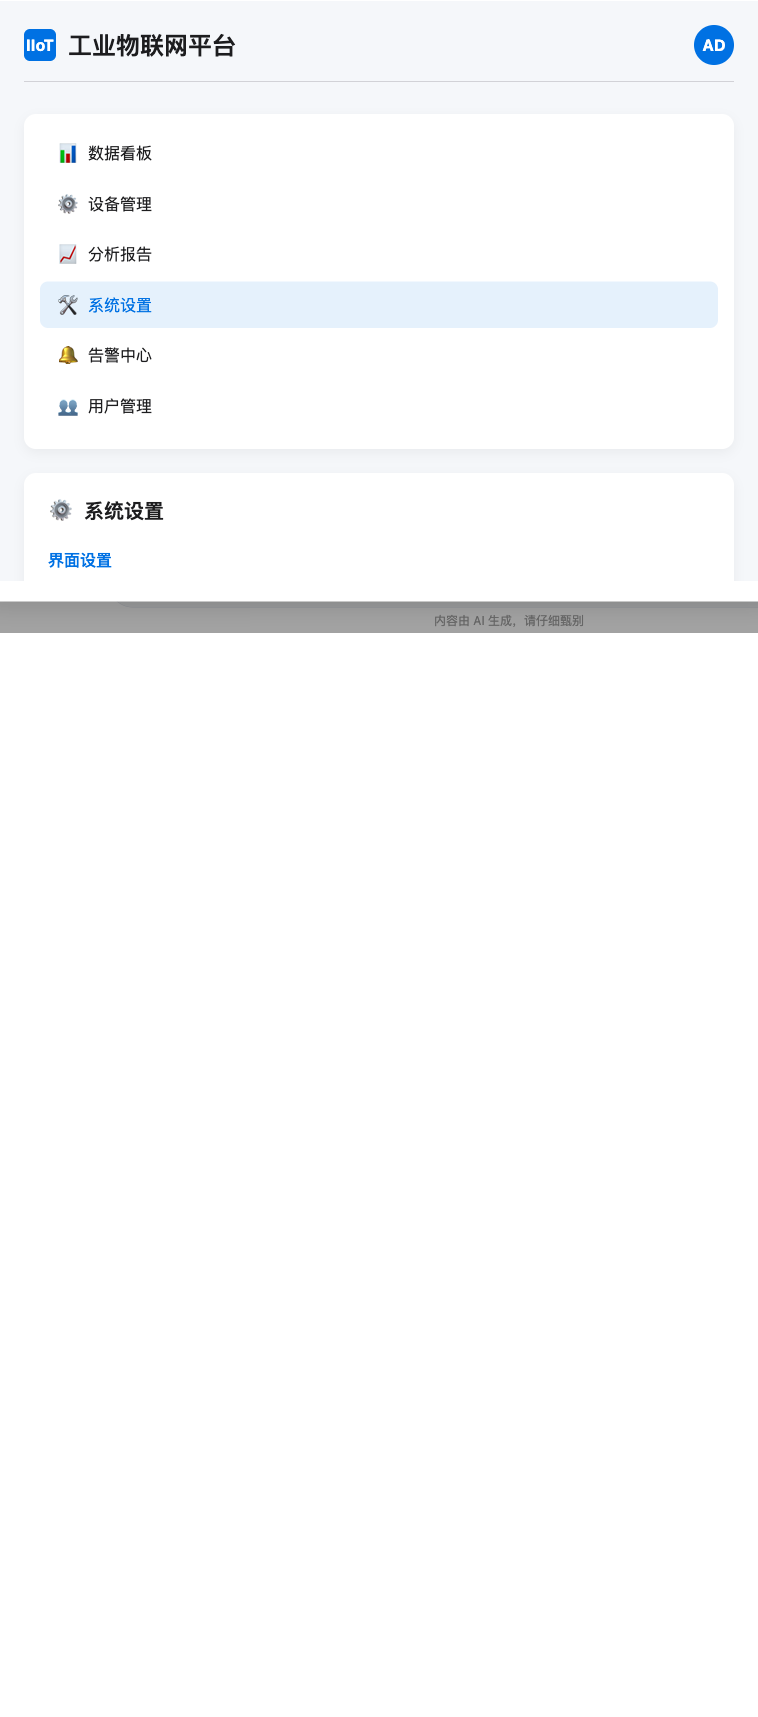 IIoT 工业物联网平台 AD
数据看板
设备管理
分析报告
系统设置
告警中心
用户管理
系统设置
界面设置
内容由 AI 生成，请仔细甄别